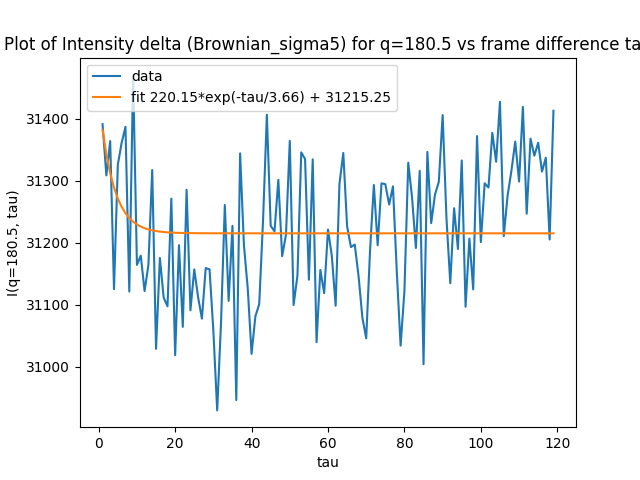 Plot of Intensity delta (Brownian_sigma5) for q=180.5 vs frame difference ta
data
fit 220.15*exp(-tau/3.66) + 31215.25
31400
31300
31200
31100
31000
I(q=180.5, tau)
0 20 40 60 80 100 120
tau